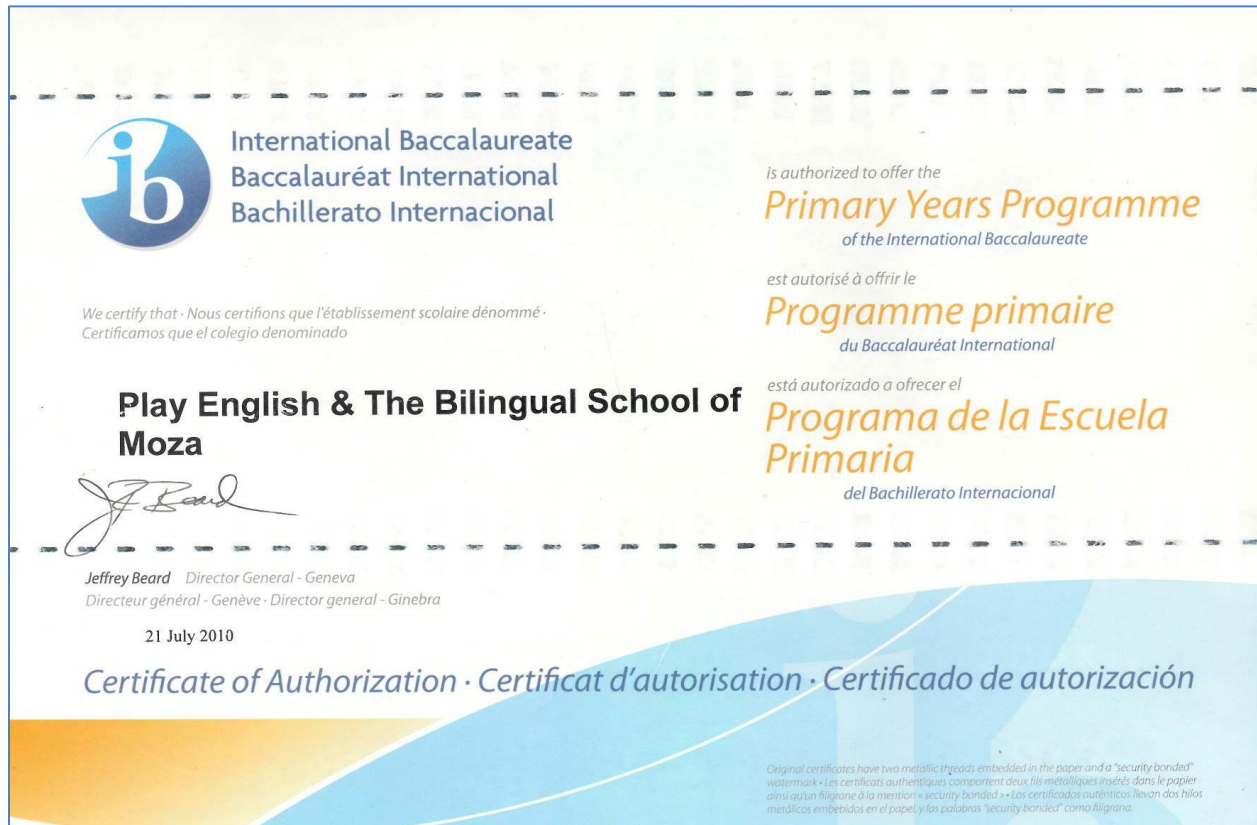 ib
International Baccalaureate
Baccalauréat International
Bachillerato Internacional
We certify that · Nous certifions que l'établissement scolaire dénommé ·
Certificamos que el colegio denominado
Play English & The Bilingual School of
Moza
J Beard
Jeffrey Beard Director General - Geneva
Directeur général - Genève · Director general - Ginebra
21 July 2010
is authorized to offer the
Primary Years Programme
of the International Baccalaureate
est autorisé à offrir le
Programme primaire
du Baccalauréat International
está autorizado a ofrecer el
Programa de la Escuela
Primaria
del Bachillerato Internacional
Certificate of Authorization · Certificat d'autorisation · Certificado de autorización
Original certificates have two metallic threads embedded in the paper and a "security bonded"
watermark • Les certificats authentiques comportent deux fils métalliques insérés dans le papier
ainsi qu'un filigrane à la mention « security bonded » • Los certificados auténticos llevan dos hilos
metálicos embebidos en el papel, y las palabras "security bonded" como filigrana.